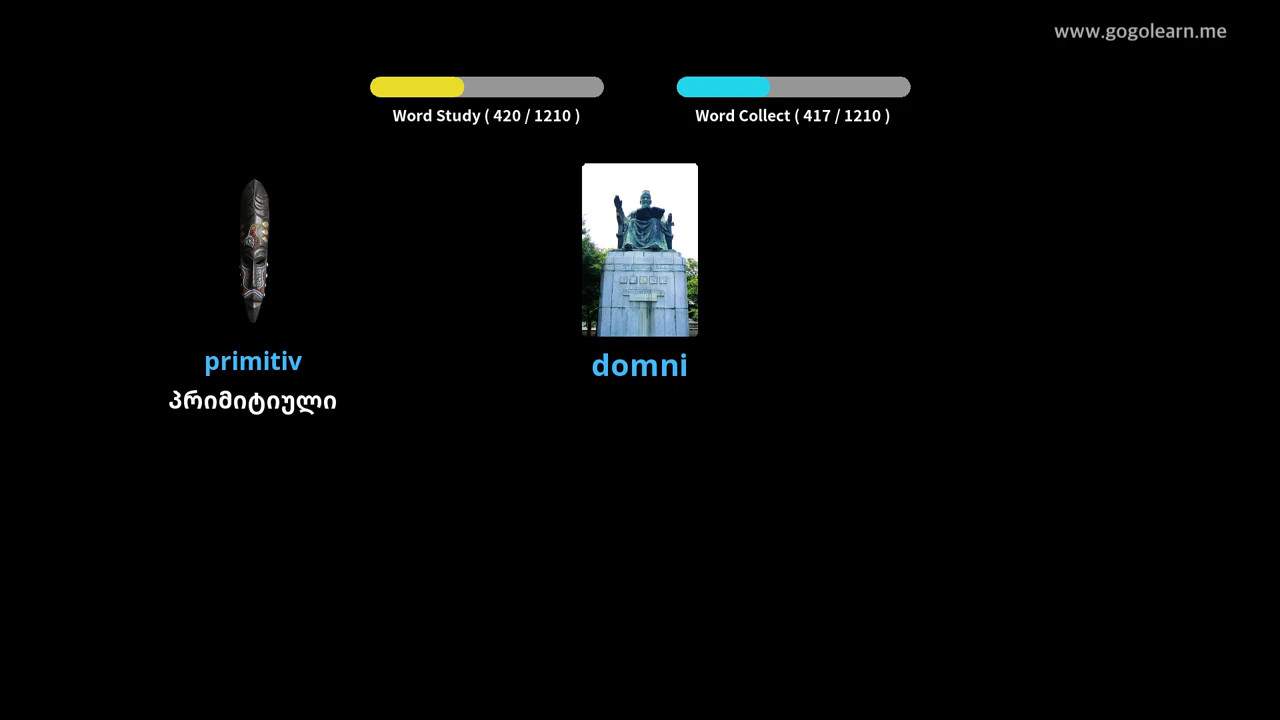 www.gogolearn.me
Word Study ( 420 / 1210 )
Word Collect ( 417 / 1210 )
primitiv
პრიმიტიული
domni